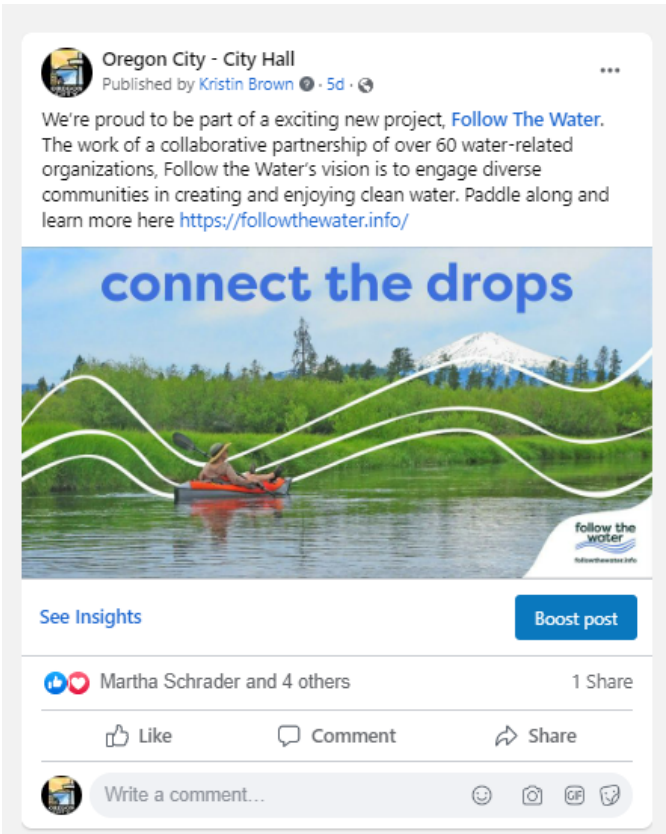 Oregon City - City Hall
Published by Kristin Brown · 5d ·
We're proud to be part of a exciting new project, Follow The Water.
The work of a collaborative partnership of over 60 water-related
organizations, Follow the Water's vision is to engage diverse
communities in creating and enjoying clean water. Paddle along and
learn more here https://followthewater.info/
connect the drops
follow the
water
followthewater.info
See Insights
Boost post
Martha Schrader and 4 others
1 Share
Like
Comment
Share
Write a comment...
GIF